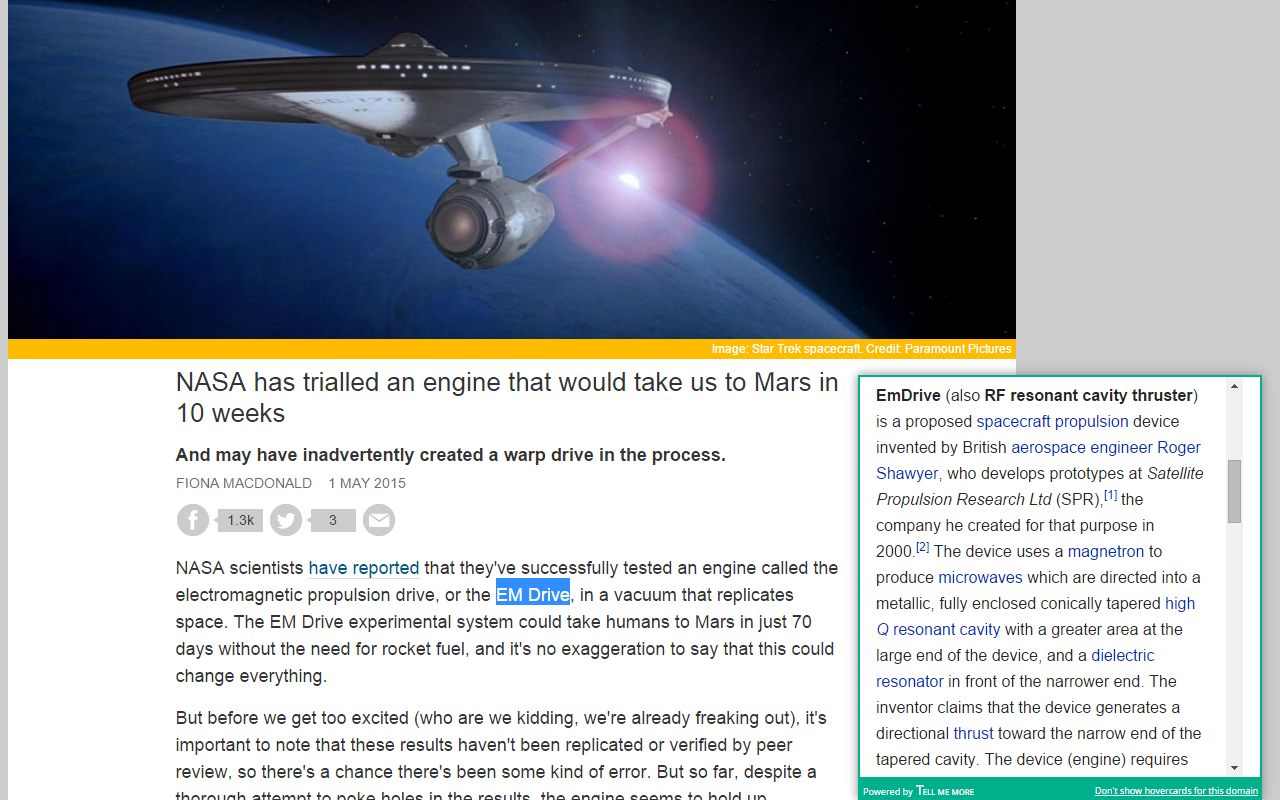 Image: Star Trek spacecraft. Credit: Paramount Pictures
NASA has trialled an engine that would take us to Mars in
10 weeks
And may have inadvertently created a warp drive in the process.
FIONA MACDONALD 1 MAY 2015
1.3k 3
NASA scientists have reported that they've successfully tested an engine called the
electromagnetic propulsion drive, or the EM Drive, in a vacuum that replicates
space. The EM Drive experimental system could take humans to Mars in just 70
days without the need for rocket fuel, and it's no exaggeration to say that this could
change everything.
But before we get too excited (who are we kidding, we're already freaking out), it's
important to note that these results haven't been replicated or verified by peer
review, so there's a chance there's been some kind of error. But so far, despite a
thorough attempt to poke holes in the results, the engine seems to hold up.
EmDrive (also RF resonant cavity thruster)
is a proposed spacecraft propulsion device
invented by British aerospace engineer Roger
Shawyer, who develops prototypes at Satellite
Propulsion Research Ltd (SPR),[1] the
company he created for that purpose in
2000.[2] The device uses a magnetron to
produce microwaves which are directed into a
metallic, fully enclosed conically tapered high
Q resonant cavity with a greater area at the
large end of the device, and a dielectric
resonator in front of the narrower end. The
inventor claims that the device generates a
directional thrust toward the narrow end of the
tapered cavity. The device (engine) requires
Powered by TELL ME MORE
Don't show hovercards for this domain